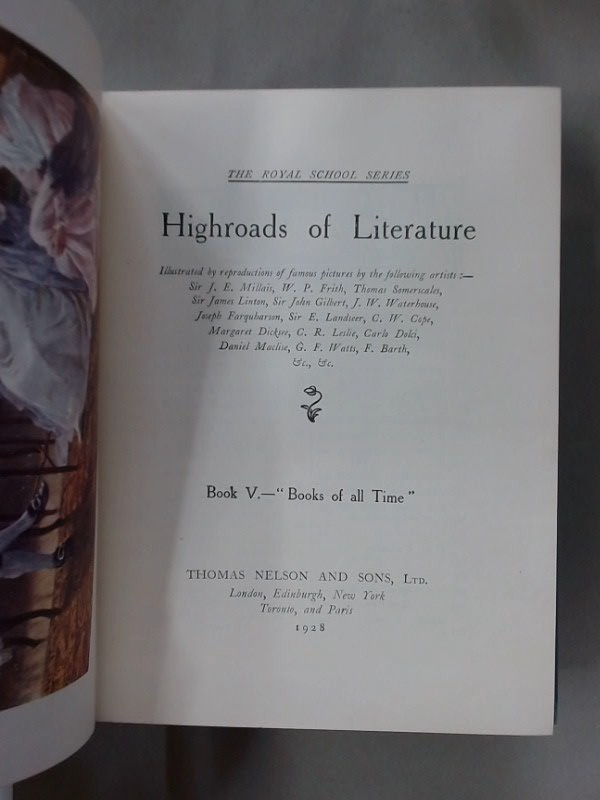 THE ROYAL SCHOOL SERIES
Highroads of Literature
Illustrated by reproductions of famous pictures by the following artists :—
Sir J. E. Millais, W. P. Frith, Thomas Somerscales,
Sir James Linton, Sir John Gilbert, J. W. Waterhouse,
Joseph Farquharson, Sir E. Landseer, C. W. Cope,
Margaret Dicksee, C. R. Leslie, Carlo Dolci,
Daniel Maclise, G. F. Watts, F. Barth,
&c., &c.
Book V.—“Books of all Time”
THOMAS NELSON AND SONS, LTD.
London, Edinburgh, New York
Toronto, and Paris
1928